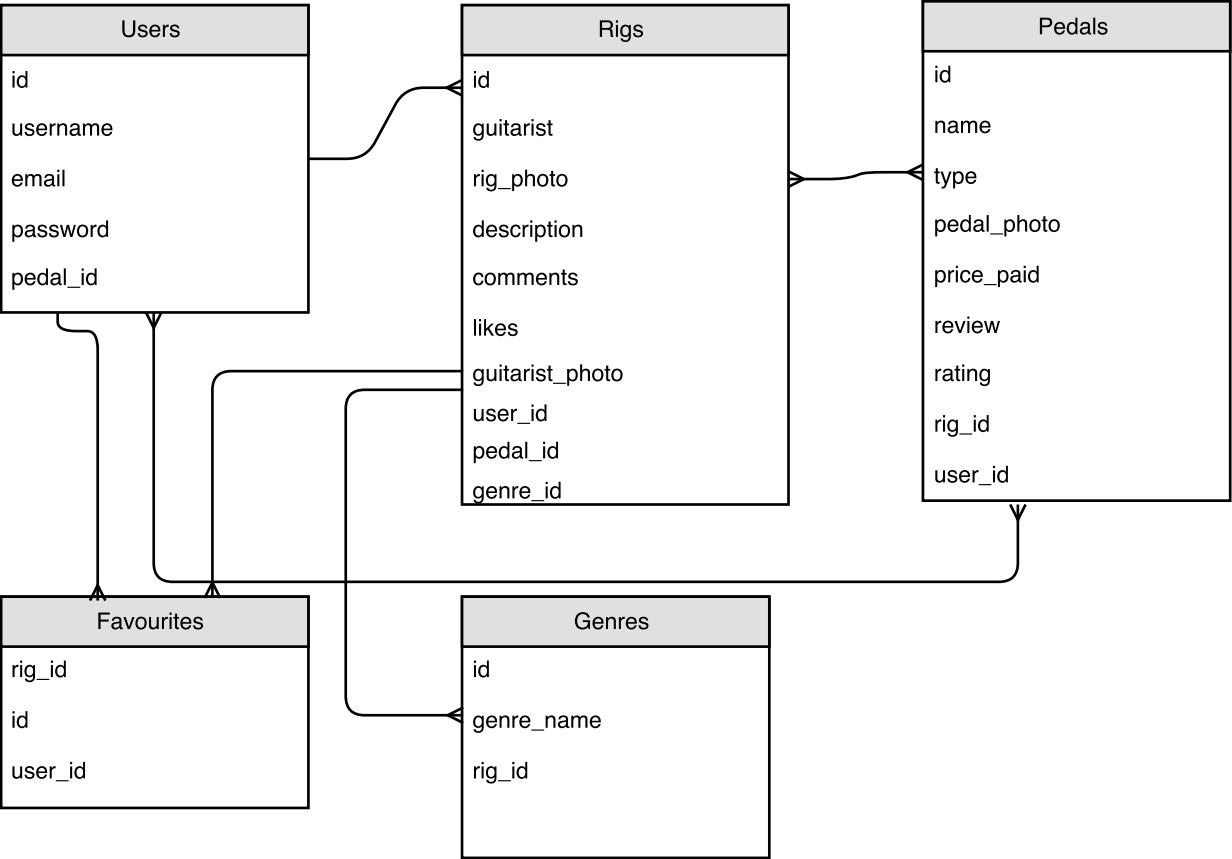 Users
id
username
email
password
pedal_id
Rigs
id
guitarist
rig_photo
description
comments
likes
guitarist_photo
user_id
pedal_id
genre_id
Pedals
id
name
type
pedal_photo
price_paid
review
rating
rig_id
user_id
Favourites
rig_id
id
user_id
Genres
id
genre_name
rig_id